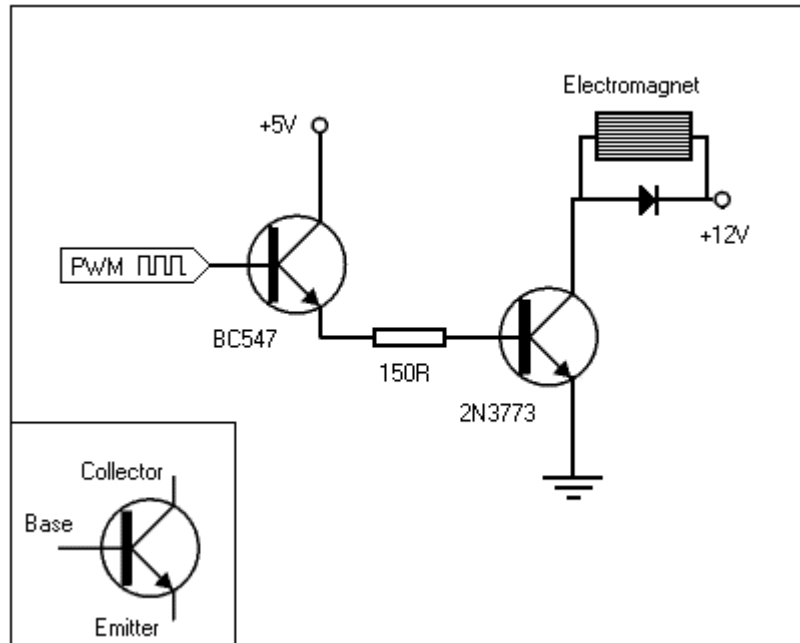 Electromagnet
+5V
+12V
PWM
BC547
150R
2N3773
Collector
Base
Emitter